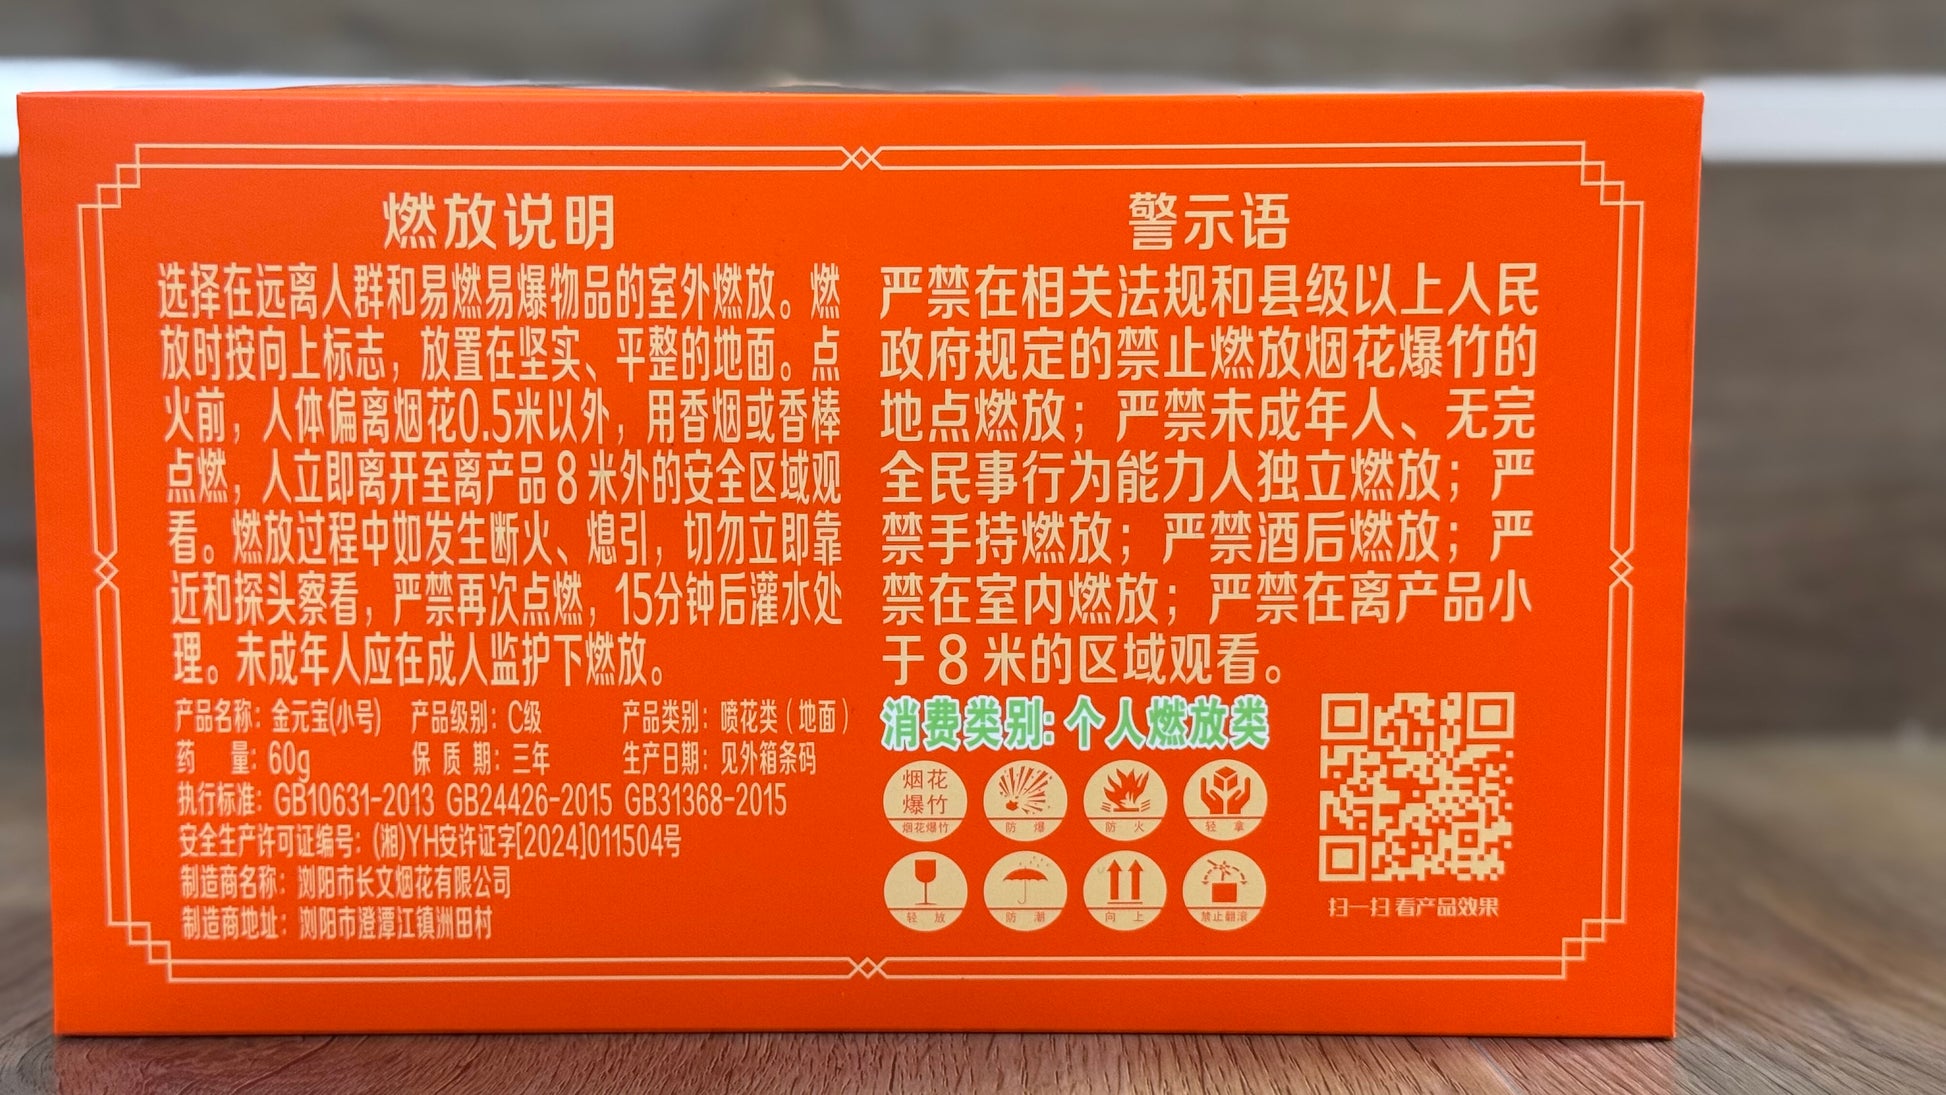 燃放说明
选择在远离人群和易燃易爆物品的室外燃放。燃
放时按向上标志，放置在坚实、平整的地面。点
火前，人体偏离烟花0.5米以外，用香烟或香棒
点燃，人立即离开至离产品8米外的安全区域观
看。燃放过程中如发生断火、熄引，切勿立即靠
近和探头察看，严禁再次点燃，15分钟后灌水处
理。未成年人应在成人监护下燃放。
产品名称：金元宝(小号) 产品级别：C级 产品类别：喷花类（地面）
药 量：60g 保 质 期：三年 生产日期：见外箱条码
执行标准：GB10631-2013 GB24426-2015 GB31368-2015
安全生产许可证编号：(湘)YH安许证字[2024]011504号
制造商名称：浏阳市长文烟花有限公司
制造商地址：浏阳市澄潭江镇洲田村
警示语
严禁在相关法规和县级以上人民
政府规定的禁止燃放烟花爆竹的
地点燃放；严禁未成年人、无完
全民事行为能力人独立燃放；严
禁手持燃放；严禁酒后燃放；严
禁在室内燃放；严禁在离产品小
于8米的区域观看。
消费类别：个人燃放类
烟花
爆竹
烟花爆竹 防 爆 防 火 轻 拿
轻 放 防 潮 向 上 禁止翻滚
扫一扫 看产品效果